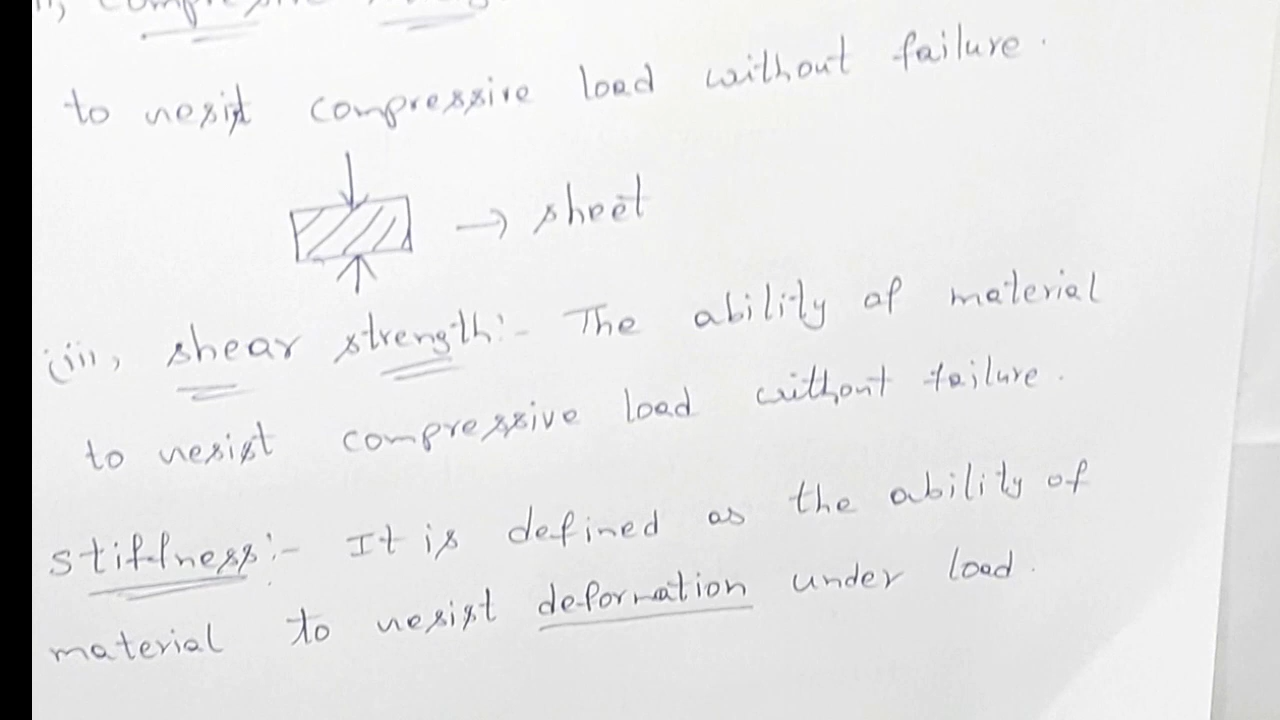 to resist compressive load without failure.
→ sheet
(iii, shear strength:- The ability of material
to resist compressive load without failure.
stiffness:- It is defined as the ability of
material to resist deformation under load.